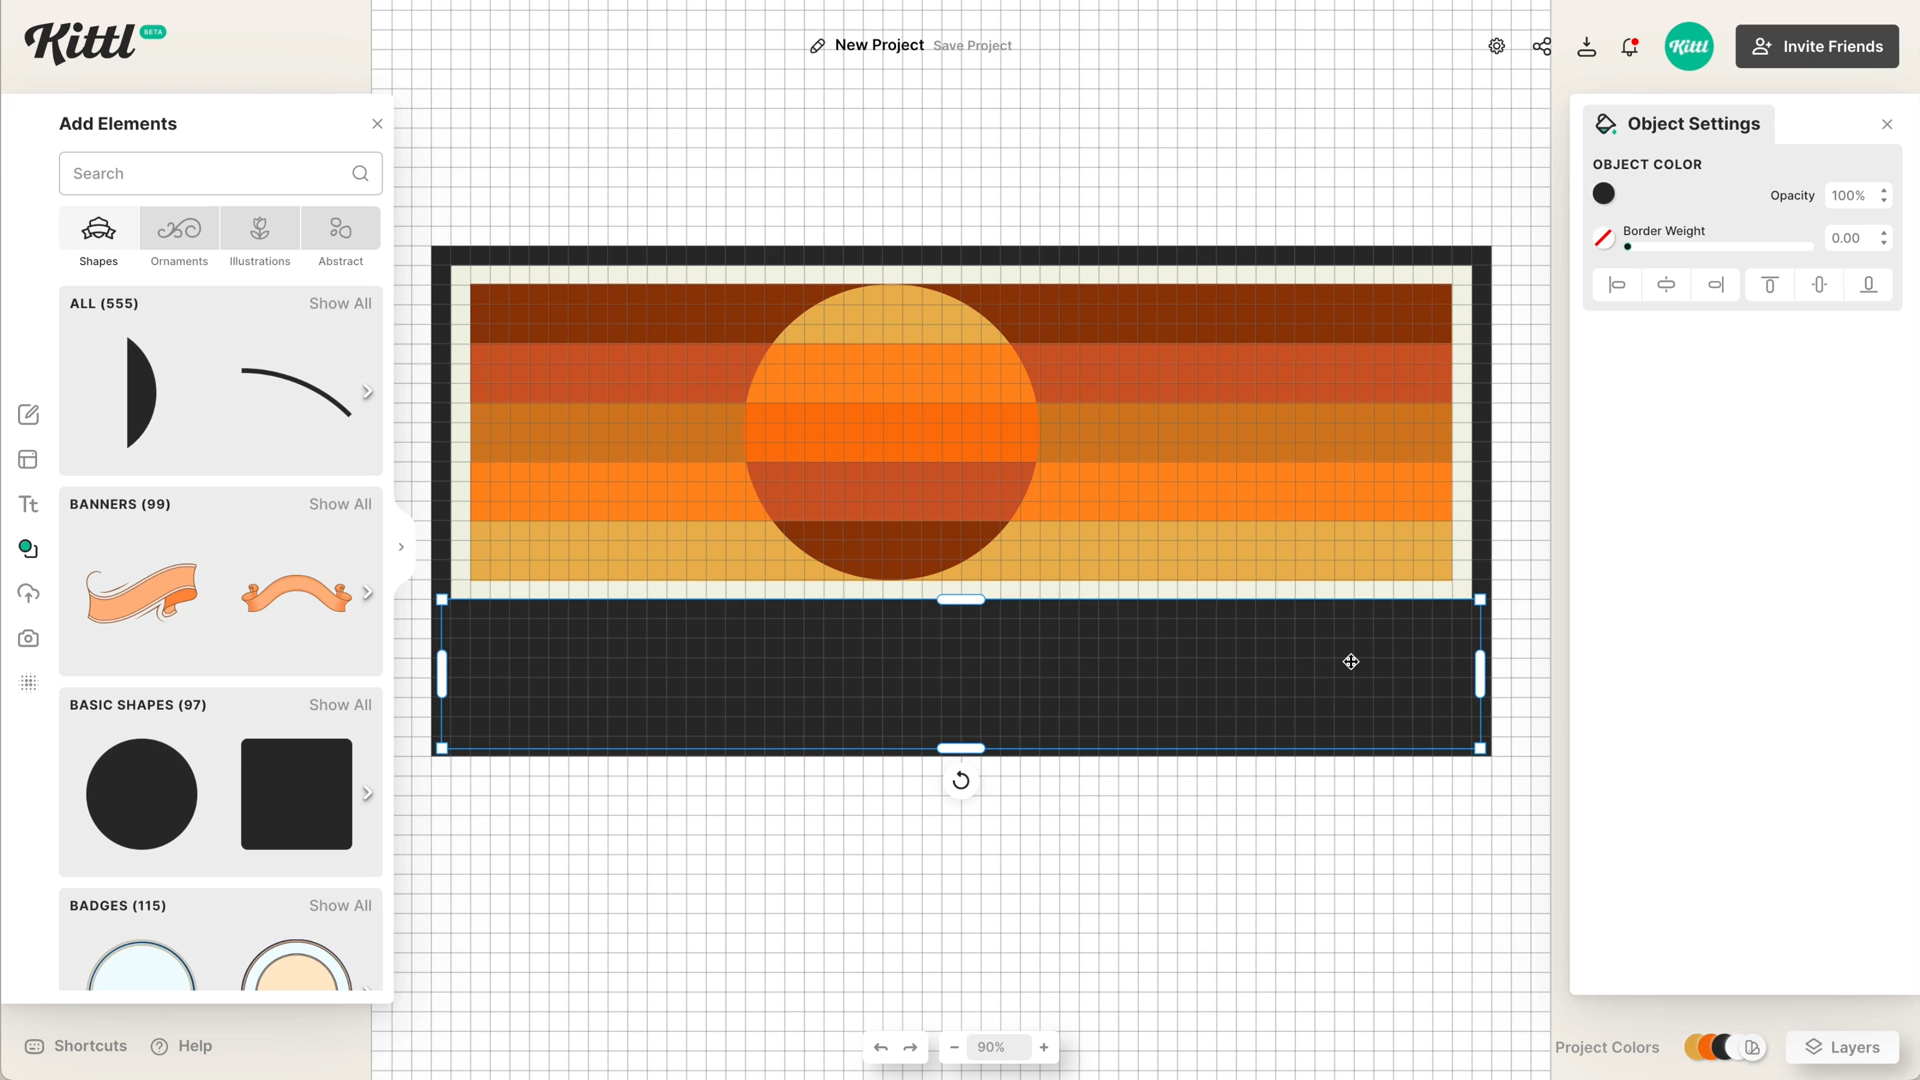 Kittl BETA
New Project Save Project
Kittl
Invite Friends
Add Elements
Search
Shapes Ornaments Illustrations Abstract
ALL (555) Show All
BANNERS (99) Show All
BASIC SHAPES (97) Show All
BADGES (115) Show All
Tt
Object Settings
OBJECT COLOR
Opacity 100%
Border Weight 0.00
Shortcuts Help
90%
Project Colors Layers